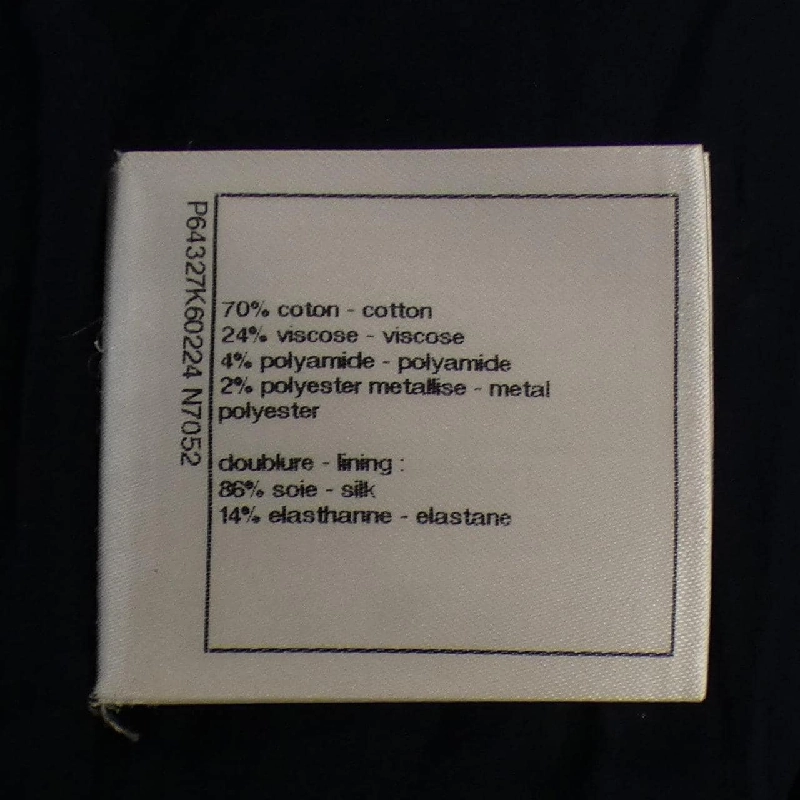 P64327K60224 N7052
70% coton - cotton
24% viscose - viscose
4% polyamide - polyamide
2% polyester metallise - metal
polyester
doublure - lining :
86% soie - silk
14% elasthanne - elastane